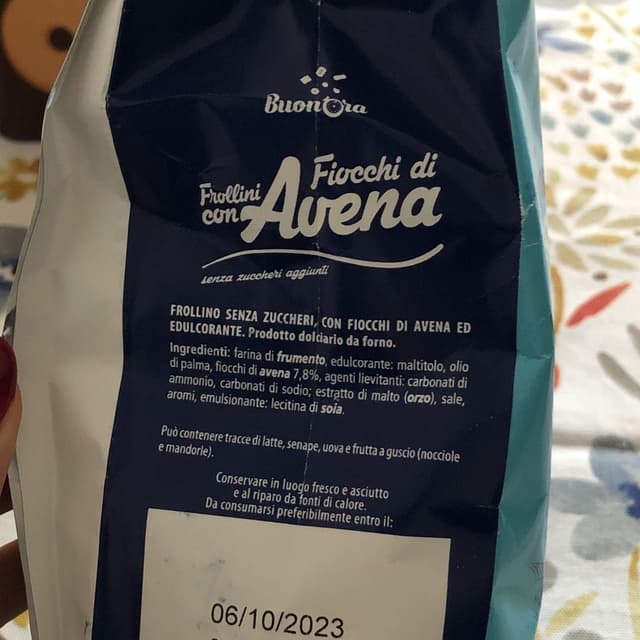 BuonOra
Frollini con Fiocchi di Avena
senza zuccheri aggiunti
FROLLINO SENZA ZUCCHERI, CON FIOCCHI DI AVENA ED
EDULCORANTE. Prodotto dolciario da forno.
Ingredienti: farina di frumento, edulcorante: maltitolo, olio
di palma, fiocchi di avena 7,8%, agenti lievitanti: carbonati di
ammonio, carbonati di sodio; estratto di malto (orzo), sale,
aromi, emulsionante: lecitina di soia.
Può contenere tracce di latte, senape, uova e frutta a guscio (nocciole
e mandorle).
Conservare in luogo fresco e asciutto
e al riparo da fonti di calore.
Da consumarsi preferibilmente entro il:
06/10/2023